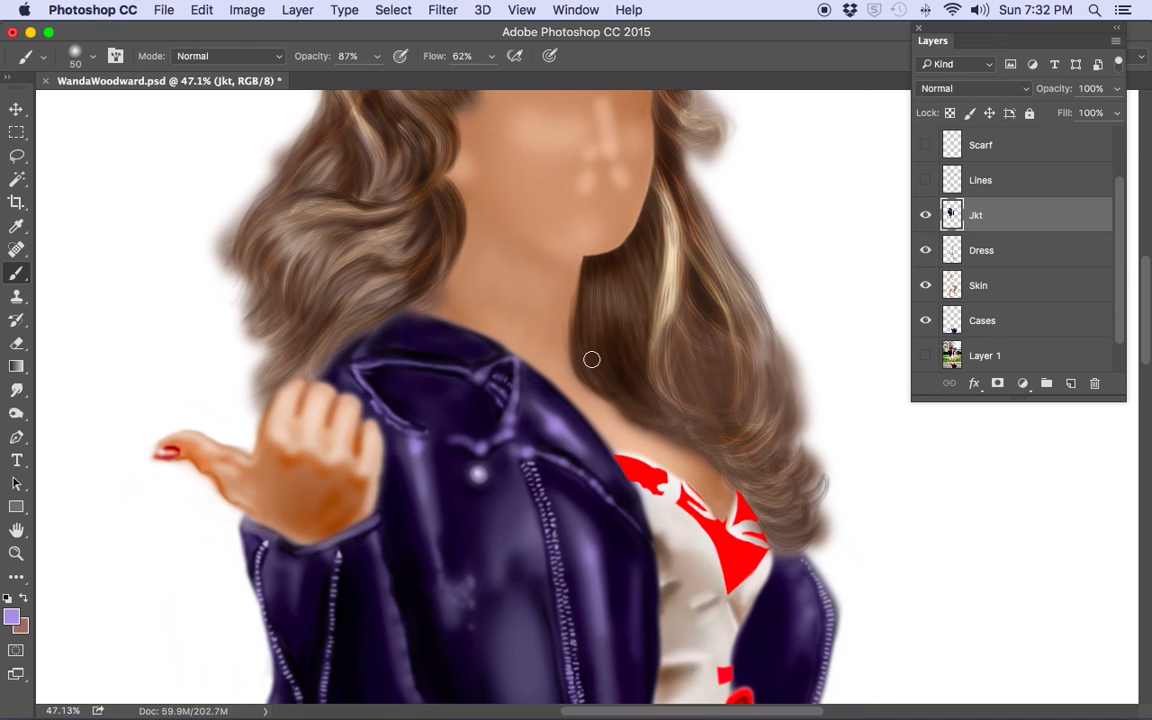 Photoshop CC File Edit Image Layer Type Select Filter 3D View Window Help Sun 7:32 PM
Adobe Photoshop CC 2015
50 Mode: Normal Opacity: 87% Flow: 62%
WandaWoodward.psd @ 47.1% (Jkt, RGB/8) *
Layers
Kind
Normal Opacity: 100%
Lock: Fill: 100%
Scarf
Lines
Jkt
Dress
Skin
Cases
Layer 1
fx
47.13% Doc: 59.9M/202.7M